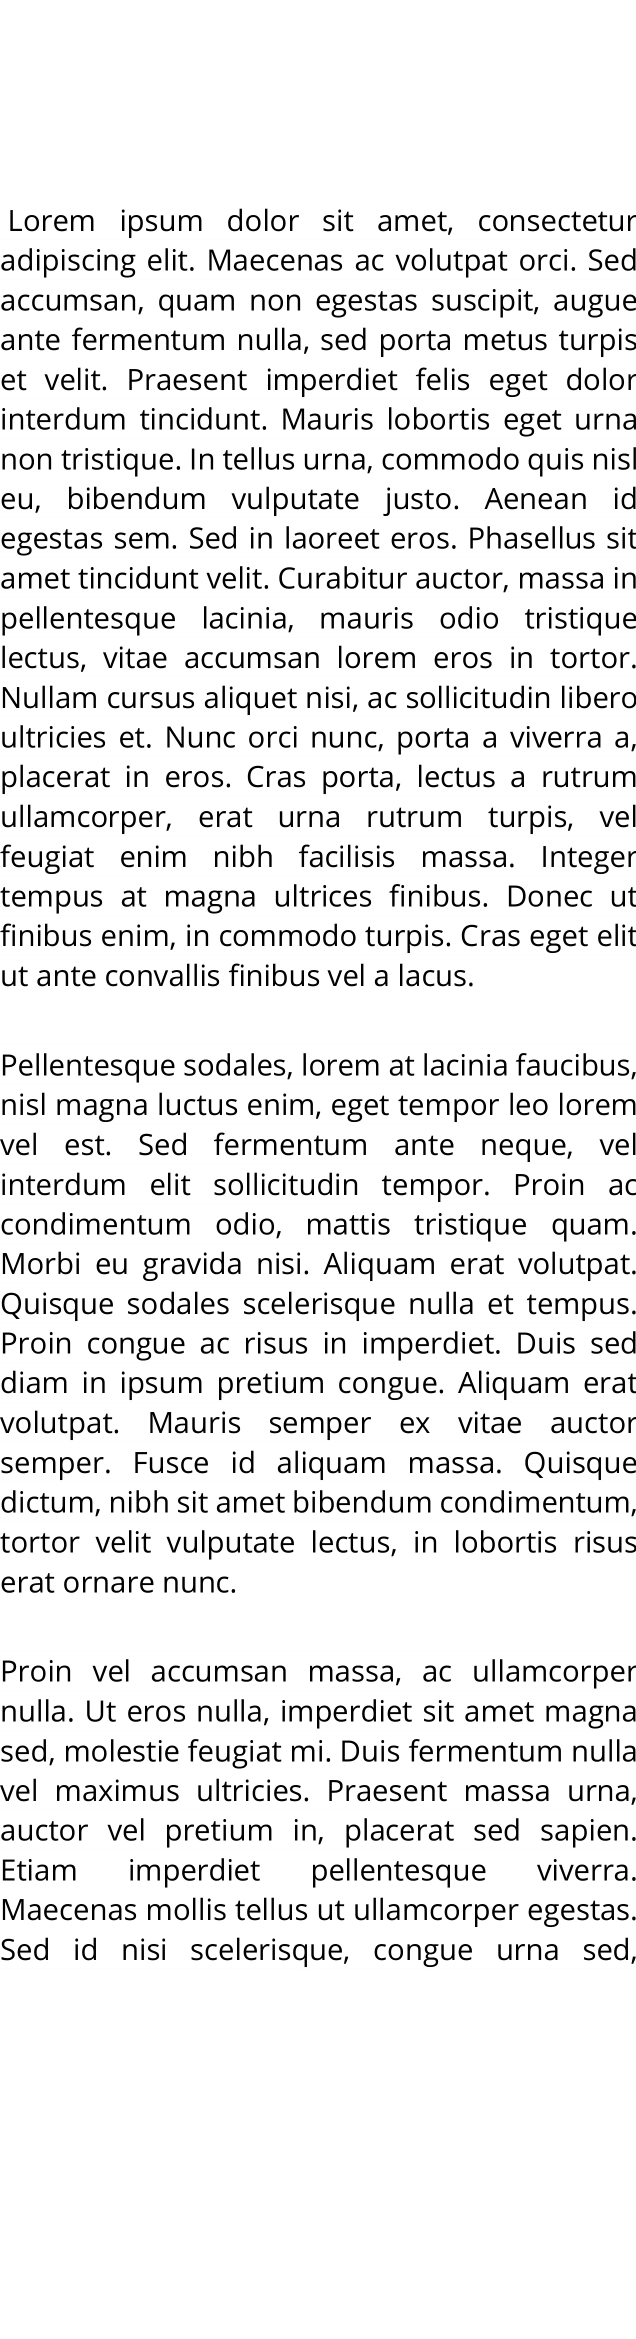 Lorem ipsum dolor sit amet, consectetur
adipiscing elit. Maecenas ac volutpat orci. Sed
accumsan, quam non egestas suscipit, augue
ante fermentum nulla, sed porta metus turpis
et velit. Praesent imperdiet felis eget dolor
interdum tincidunt. Mauris lobortis eget urna
non tristique. In tellus urna, commodo quis nisl
eu, bibendum vulputate justo. Aenean id
egestas sem. Sed in laoreet eros. Phasellus sit
amet tincidunt velit. Curabitur auctor, massa in
pellentesque lacinia, mauris odio tristique
lectus, vitae accumsan lorem eros in tortor.
Nullam cursus aliquet nisi, ac sollicitudin libero
ultricies et. Nunc orci nunc, porta a viverra a,
placerat in eros. Cras porta, lectus a rutrum
ullamcorper, erat urna rutrum turpis, vel
feugiat enim nibh facilisis massa. Integer
tempus at magna ultrices finibus. Donec ut
finibus enim, in commodo turpis. Cras eget elit
ut ante convallis finibus vel a lacus.
Pellentesque sodales, lorem at lacinia faucibus,
nisl magna luctus enim, eget tempor leo lorem
vel est. Sed fermentum ante neque, vel
interdum elit sollicitudin tempor. Proin ac
condimentum odio, mattis tristique quam.
Morbi eu gravida nisi. Aliquam erat volutpat.
Quisque sodales scelerisque nulla et tempus.
Proin congue ac risus in imperdiet. Duis sed
diam in ipsum pretium congue. Aliquam erat
volutpat. Mauris semper ex vitae auctor
semper. Fusce id aliquam massa. Quisque
dictum, nibh sit amet bibendum condimentum,
tortor velit vulputate lectus, in lobortis risus
erat ornare nunc.
Proin vel accumsan massa, ac ullamcorper
nulla. Ut eros nulla, imperdiet sit amet magna
sed, molestie feugiat mi. Duis fermentum nulla
vel maximus ultricies. Praesent massa urna,
auctor vel pretium in, placerat sed sapien.
Etiam imperdiet pellentesque viverra.
Maecenas mollis tellus ut ullamcorper egestas.
Sed id nisi scelerisque, congue urna sed,